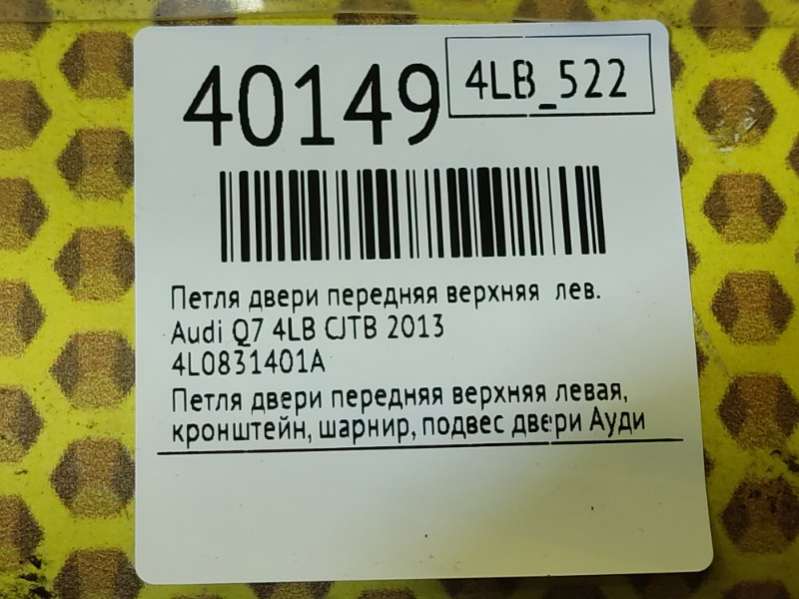 40149
4LB_522
Петля двери передняя верхняя лев.
Audi Q7 4LB CJTB 2013
4L0831401A
Петля двери передняя верхняя левая,
кронштейн, шарнир, подвес двери Ауди